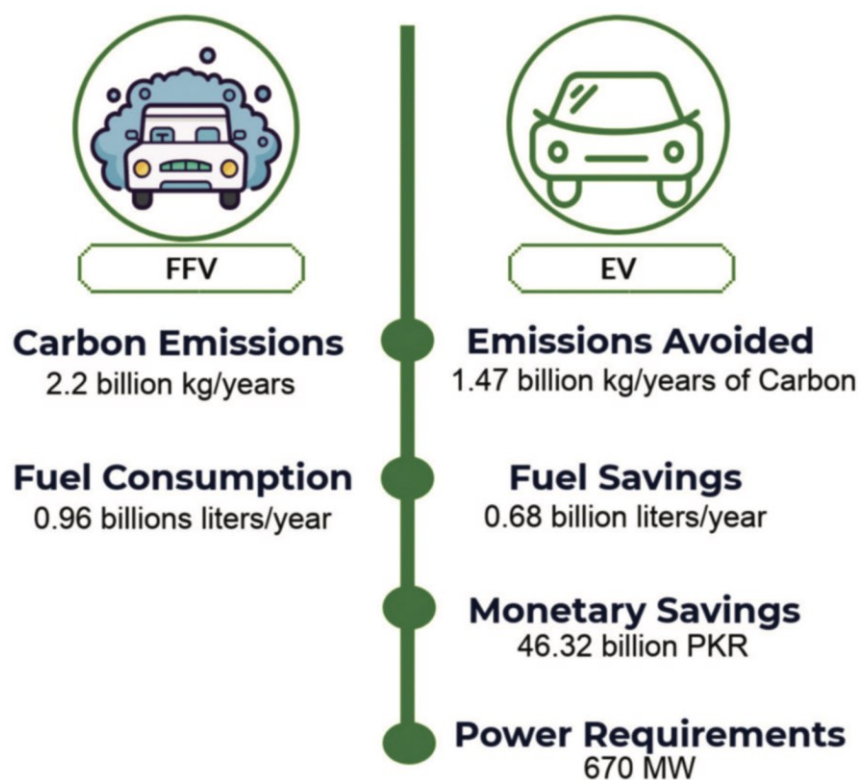 FFV
EV
Carbon Emissions
2.2 billion kg/years
Emissions Avoided
1.47 billion kg/years of Carbon
Fuel Consumption
0.96 billions liters/year
Fuel Savings
0.68 billion liters/year
Monetary Savings
46.32 billion PKR
Power Requirements
670 MW